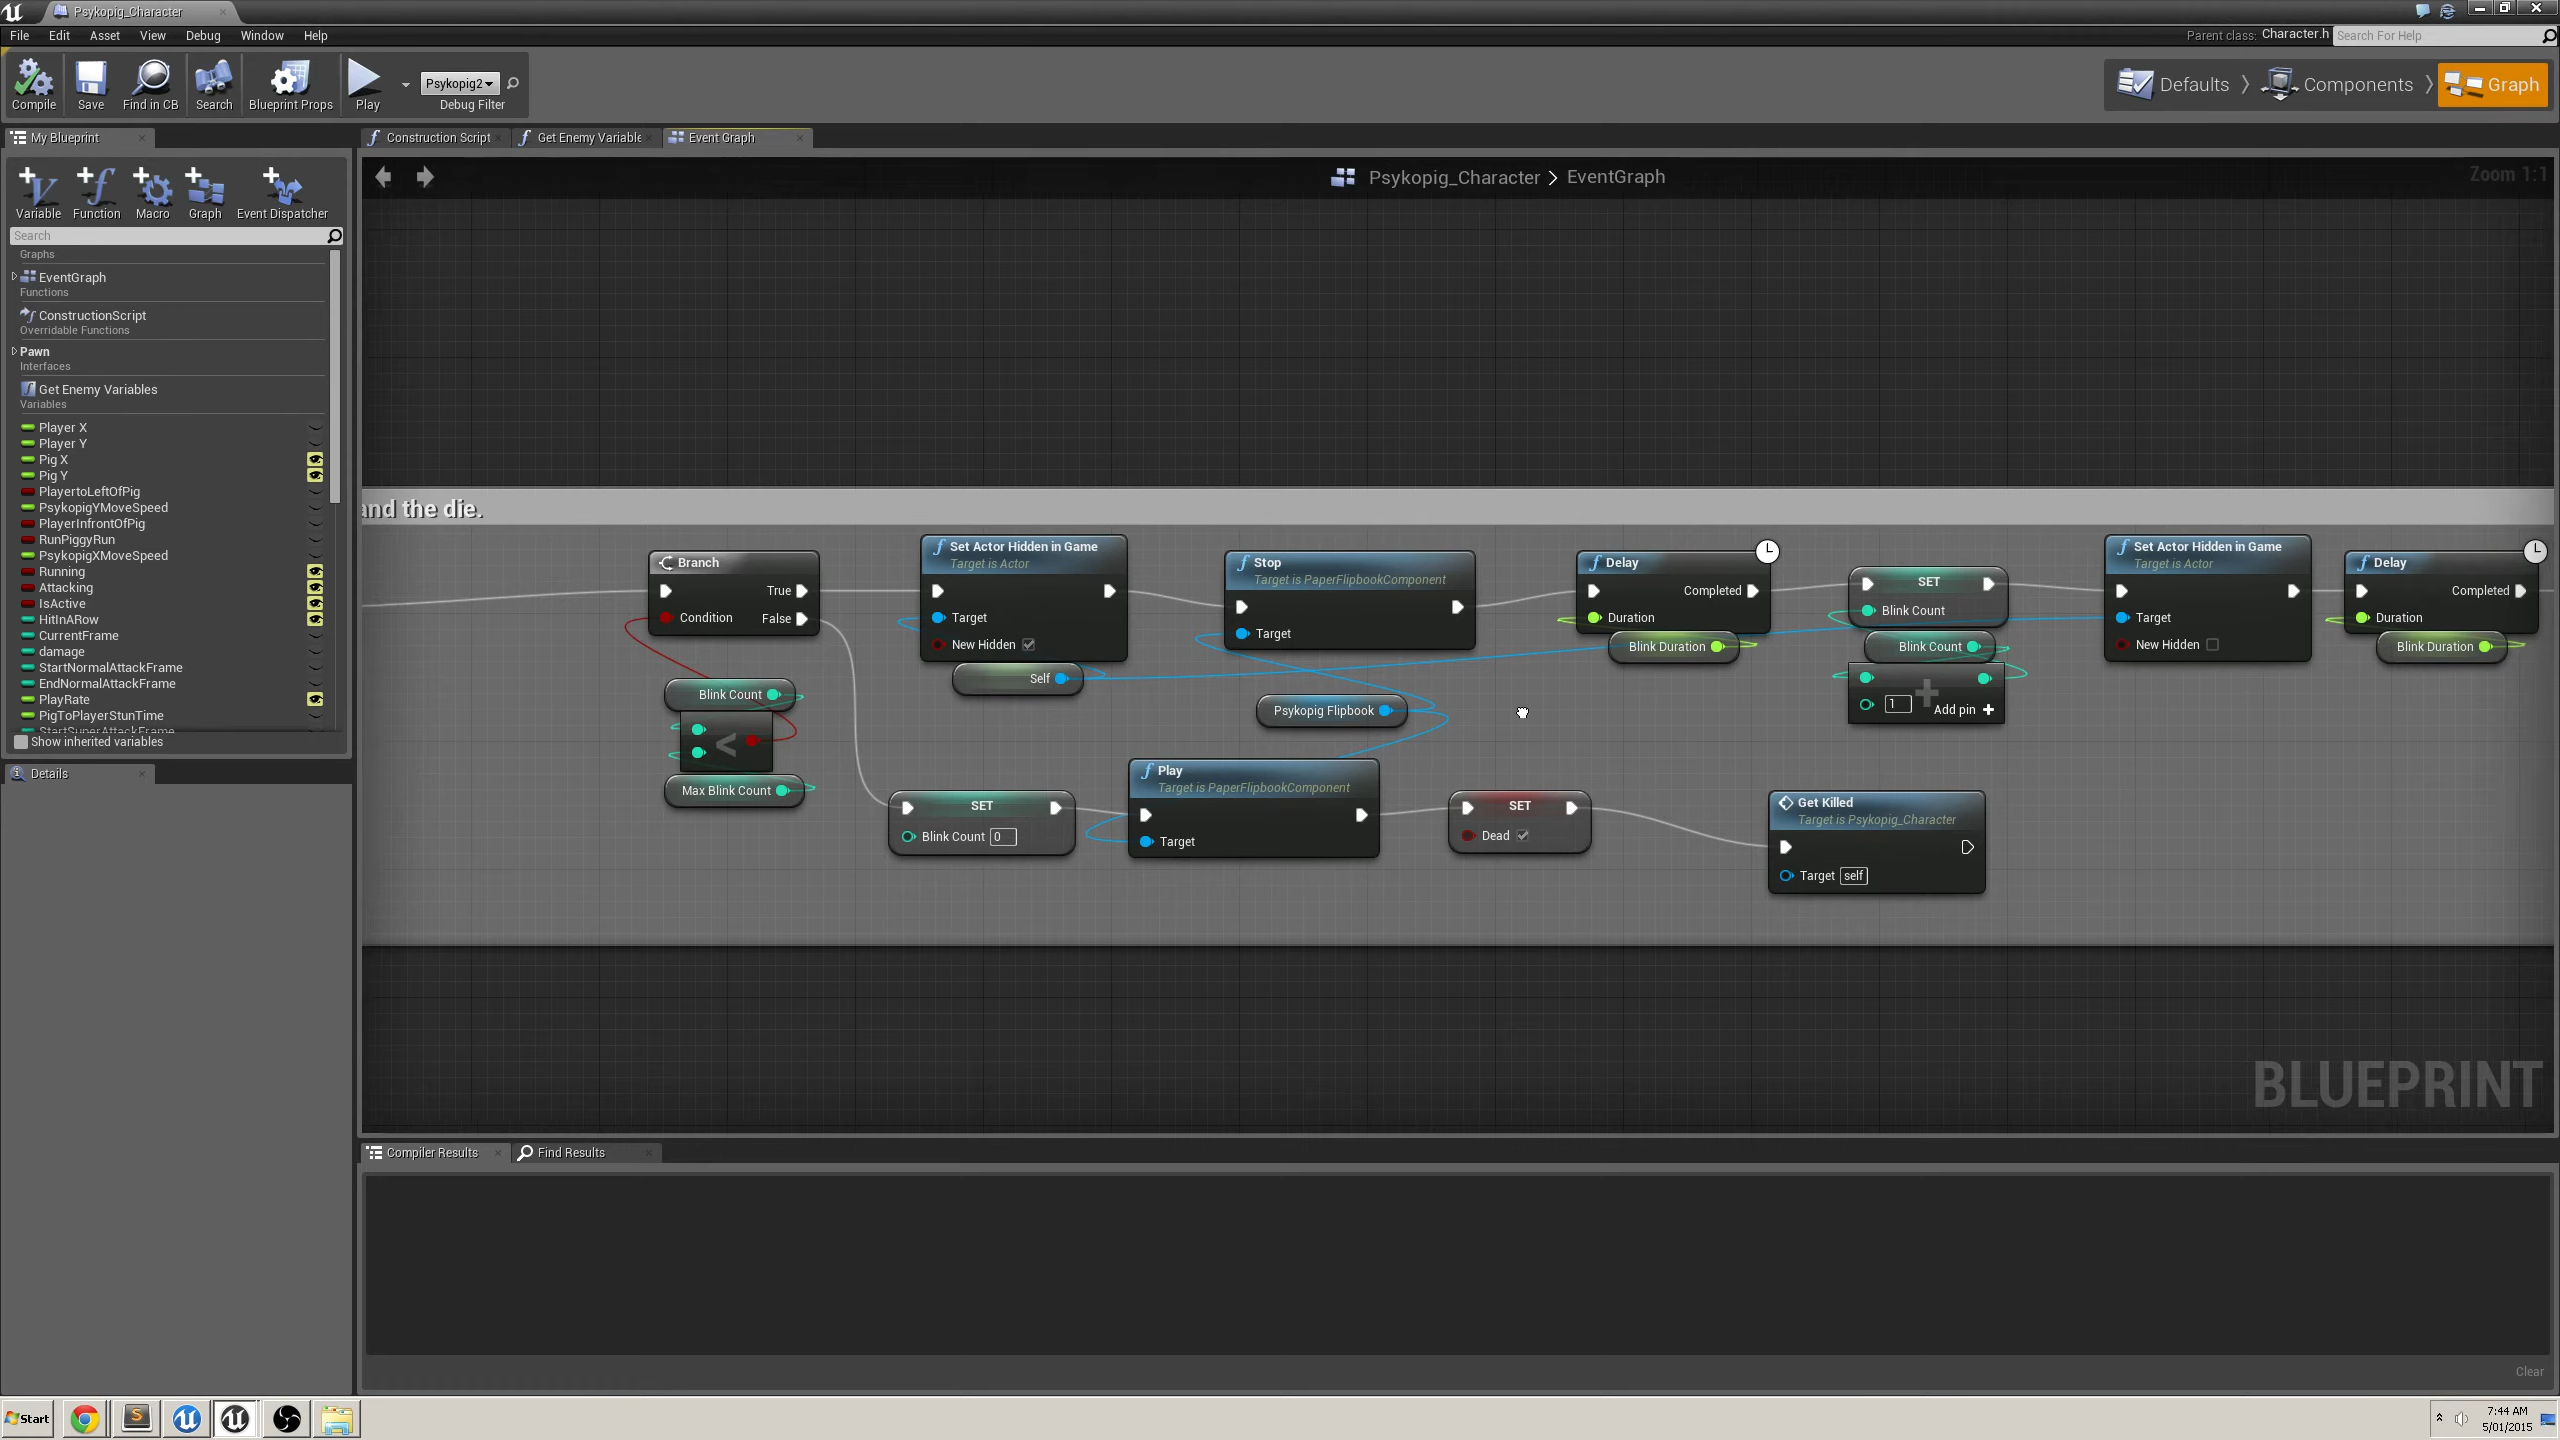 Psykopig_Character
File Edit Asset View Debug Window Help
Parent class: Character.h Search For Help
Compile Save Find in CB Search Blueprint Props Play
Psykopig2
Debug Filter
Defaults Components Graph
My Blueprint
Construction Script Get Enemy Variable Event Graph
Variable Function Macro Graph Event Dispatcher
Psykopig_Character > EventGraph
Zoom 1:1
Search
Graphs
EventGraph
Functions
ConstructionScript
Overridable Functions
Pawn
Interfaces
Get Enemy Variables
Variables
Player X
Player Y
Pig X
Pig Y
PlayertoLeftOfPig
PsykopigYMoveSpeed
PlayerInfrontOfPig
RunPiggyRun
PsykopigXMoveSpeed
Running
Attacking
IsActive
HitInARow
CurrentFrame
damage
StartNormalAttackFrame
EndNormalAttackFrame
PlayRate
PigToPlayerStunTime
StartSuperAttackFrame
Show inherited variables
Details
and the die.
Branch
True
Condition False
Set Actor Hidden in Game
Target is Actor
Target
New Hidden
Self
Stop
Target is PaperFlipbookComponent
Target
Delay
Completed
Duration
Blink Duration
SET
Blink Count
Blink Count
1 Add pin +
Set Actor Hidden in Game
Target is Actor
Target
New Hidden
Delay
Completed
Duration
Blink Duration
Blink Count
<
Max Blink Count
Psykopig Flipbook
SET
Blink Count 0
Play
Target is PaperFlipbookComponent
Target
SET
Dead
Get Killed
Target is Psykopig_Character
Target self
BLUEPRINT
Compiler Results Find Results
Clear
Start
7:44 AM
5/01/2015